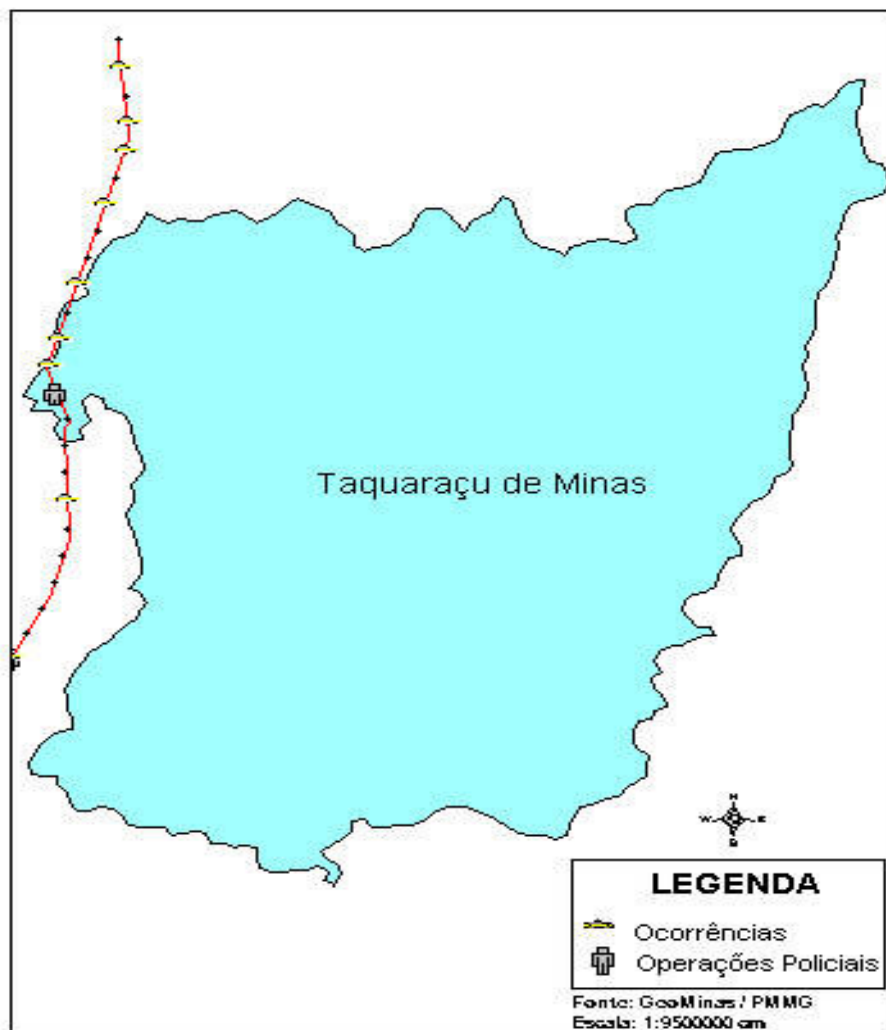 Taquaraçu de Minas
N
W E
S
LEGENDA
Ocorrências
Operações Policiais
Fonte: GeoMinas / PMMG
Escala: 1:9500000 cm